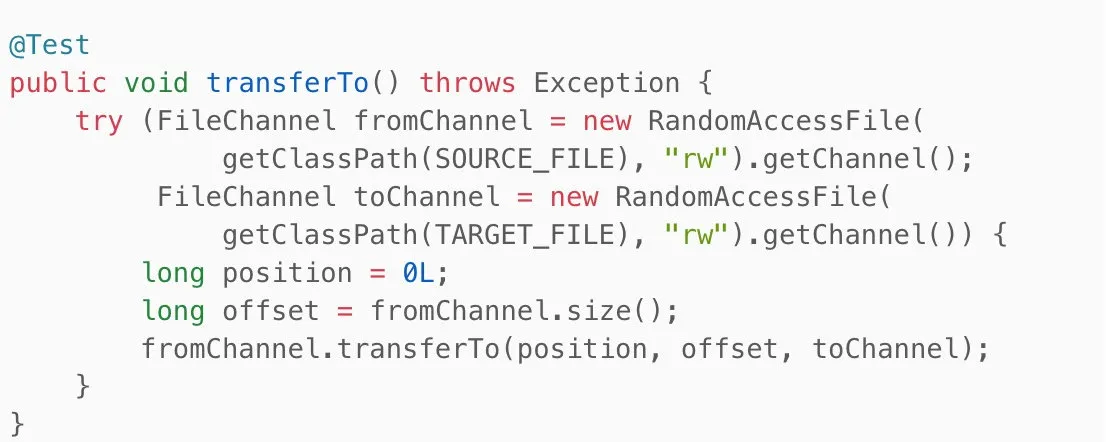 @Test
public void transferTo() throws Exception {
    try (FileChannel fromChannel = new RandomAccessFile(
             getClassPath(SOURCE_FILE), "rw").getChannel();
         FileChannel toChannel = new RandomAccessFile(
             getClassPath(TARGET_FILE), "rw").getChannel()) {
        long position = 0L;
        long offset = fromChannel.size();
        fromChannel.transferTo(position, offset, toChannel);
    }
}